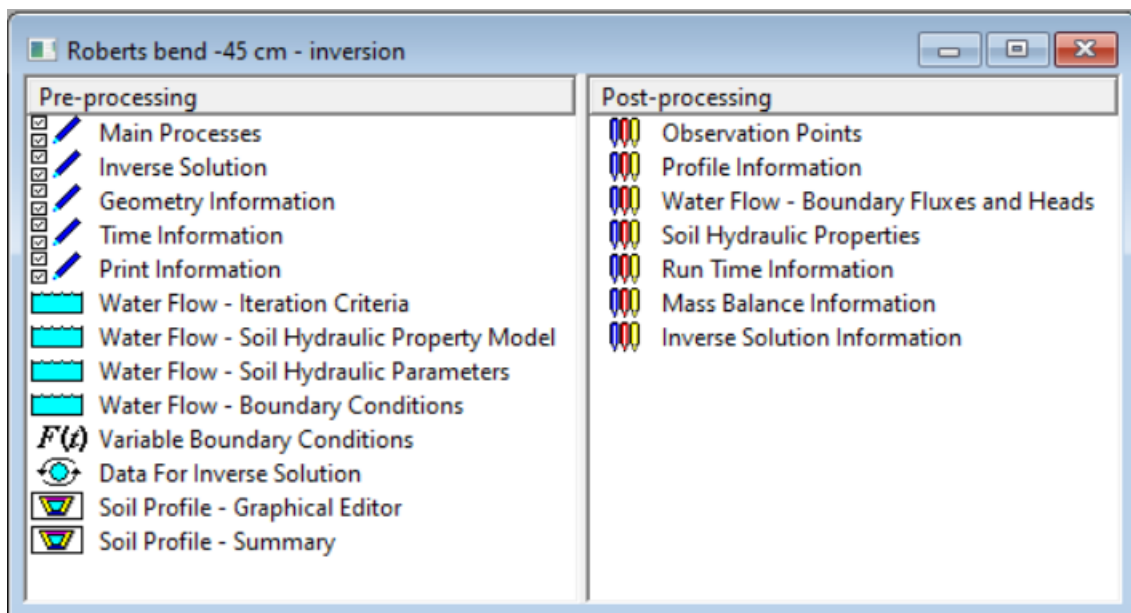 Roberts bend -45 cm - inversion
Pre-processing
Main Processes
Inverse Solution
Geometry Information
Time Information
Print Information
Water Flow - Iteration Criteria
Water Flow - Soil Hydraulic Property Model
Water Flow - Soil Hydraulic Parameters
Water Flow - Boundary Conditions
F(t) Variable Boundary Conditions
Data For Inverse Solution
Soil Profile - Graphical Editor
Soil Profile - Summary
Post-processing
Observation Points
Profile Information
Water Flow - Boundary Fluxes and Heads
Soil Hydraulic Properties
Run Time Information
Mass Balance Information
Inverse Solution Information